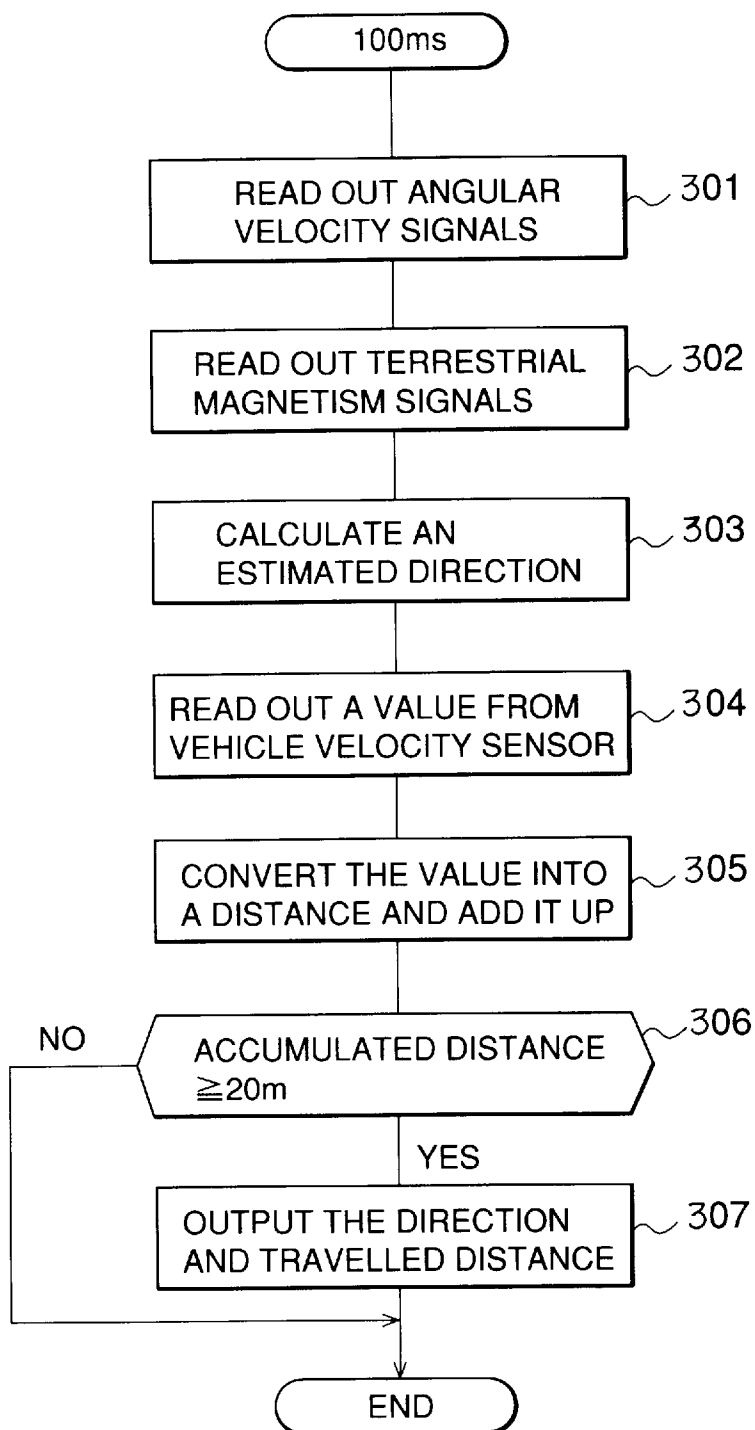 100ms
READ OUT ANGULAR
VELOCITY SIGNALS
301
READ OUT TERRESTRIAL
MAGNETISM SIGNALS
302
CALCULATE AN
ESTIMATED DIRECTION
303
READ OUT A VALUE FROM
VEHICLE VELOCITY SENSOR
304
CONVERT THE VALUE INTO
A DISTANCE AND ADD IT UP
305
ACCUMULATED DISTANCE
≧20m
306
NO
YES
OUTPUT THE DIRECTION
AND TRAVELLED DISTANCE
307
END